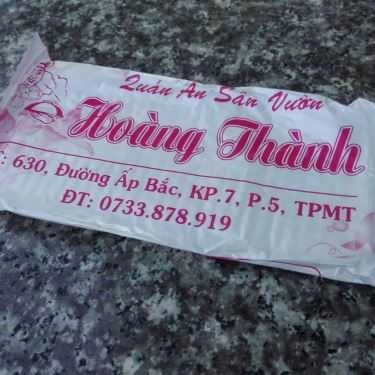 Quán Ăn Sân Vườn
Hoàng Thành
C: 630, Đường Ấp Bắc, KP.7, P.5, TPMT
ĐT: 0733.878.919